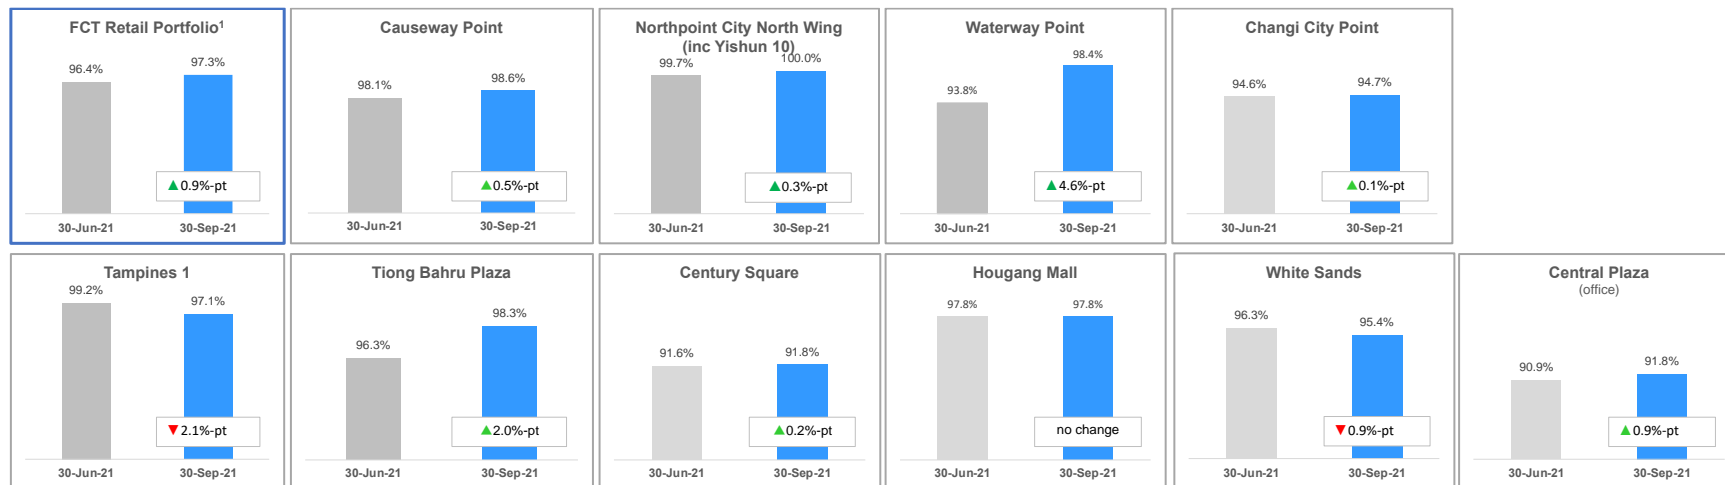 FCT Retail Portfolio¹
96.4%
97.3%
▲0.9%-pt
30-Jun-21
30-Sep-21
Causeway Point
98.1%
98.6%
▲0.5%-pt
30-Jun-21
30-Sep-21
Northpoint City North Wing
(inc Yishun 10)
99.7%
100.0%
▲0.3%-pt
30-Jun-21
30-Sep-21
Waterway Point
93.8%
98.4%
▲4.6%-pt
30-Jun-21
30-Sep-21
Changi City Point
94.6%
94.7%
▲0.1%-pt
30-Jun-21
30-Sep-21
Tampines 1
99.2%
97.1%
▼2.1%-pt
30-Jun-21
30-Sep-21
Tiong Bahru Plaza
96.3%
98.3%
▲2.0%-pt
30-Jun-21
30-Sep-21
Century Square
91.6%
91.8%
▲0.2%-pt
30-Jun-21
30-Sep-21
Hougang Mall
97.8%
97.8%
no change
30-Jun-21
30-Sep-21
White Sands
96.3%
95.4%
▼0.9%-pt
30-Jun-21
30-Sep-21
Central Plaza
(office)
90.9%
91.8%
▲0.9%-pt
30-Jun-21
30-Sep-21